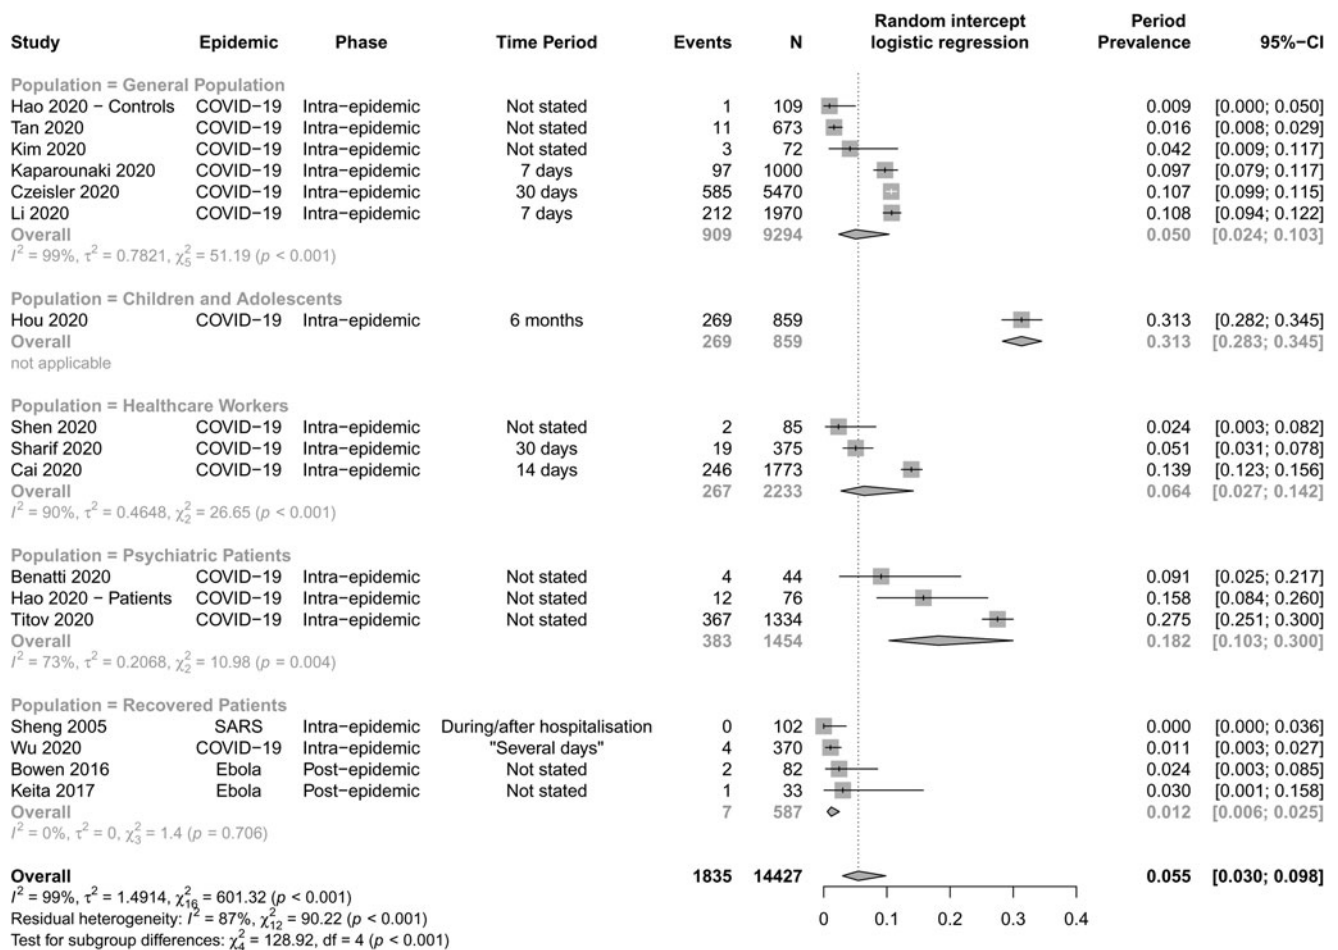 Study Epidemic Phase Time Period Events N Random intercept logistic regression Period Prevalence 95%−CI
Population = General Population
Hao 2020 − Controls COVID−19 Intra−epidemic Not stated 1 109 0.009 [0.000; 0.050]
Tan 2020 COVID−19 Intra−epidemic Not stated 11 673 0.016 [0.008; 0.029]
Kim 2020 COVID−19 Intra−epidemic Not stated 3 72 0.042 [0.009; 0.117]
Kaparounaki 2020 COVID−19 Intra−epidemic 7 days 97 1000 0.097 [0.079; 0.117]
Czeisler 2020 COVID−19 Intra−epidemic 30 days 585 5470 0.107 [0.099; 0.115]
Li 2020 COVID−19 Intra−epidemic 7 days 212 1970 0.108 [0.094; 0.122]
Overall 909 9294 0.050 [0.024; 0.103]
I² = 99%, τ² = 0.7821, χ²₅ = 51.19 (p < 0.001)
Population = Children and Adolescents
Hou 2020 COVID−19 Intra−epidemic 6 months 269 859 0.313 [0.282; 0.345]
Overall 269 859 0.313 [0.283; 0.345]
not applicable
Population = Healthcare Workers
Shen 2020 COVID−19 Intra−epidemic Not stated 2 85 0.024 [0.003; 0.082]
Sharif 2020 COVID−19 Intra−epidemic 30 days 19 375 0.051 [0.031; 0.078]
Cai 2020 COVID−19 Intra−epidemic 14 days 246 1773 0.139 [0.123; 0.156]
Overall 267 2233 0.064 [0.027; 0.142]
I² = 90%, τ² = 0.4648, χ²₂ = 26.65 (p < 0.001)
Population = Psychiatric Patients
Benatti 2020 COVID−19 Intra−epidemic Not stated 4 44 0.091 [0.025; 0.217]
Hao 2020 − Patients COVID−19 Intra−epidemic Not stated 12 76 0.158 [0.084; 0.260]
Titov 2020 COVID−19 Intra−epidemic Not stated 367 1334 0.275 [0.251; 0.300]
Overall 383 1454 0.182 [0.103; 0.300]
I² = 73%, τ² = 0.2068, χ²₂ = 10.98 (p = 0.004)
Population = Recovered Patients
Sheng 2005 SARS Intra−epidemic During/after hospitalisation 0 102 0.000 [0.000; 0.036]
Wu 2020 COVID−19 Intra−epidemic "Several days" 4 370 0.011 [0.003; 0.027]
Bowen 2016 Ebola Post−epidemic Not stated 2 82 0.024 [0.003; 0.085]
Keita 2017 Ebola Post−epidemic Not stated 1 33 0.030 [0.001; 0.158]
Overall 7 587 0.012 [0.006; 0.025]
I² = 0%, τ² = 0, χ²₃ = 1.4 (p = 0.706)
Overall 1835 14427 0.055 [0.030; 0.098]
I² = 99%, τ² = 1.4914, χ²₁₆ = 601.32 (p < 0.001)
Residual heterogeneity: I² = 87%, χ²₁₂ = 90.22 (p < 0.001)
Test for subgroup differences: χ²₄ = 128.92, df = 4 (p < 0.001)
0 0.1 0.2 0.3 0.4